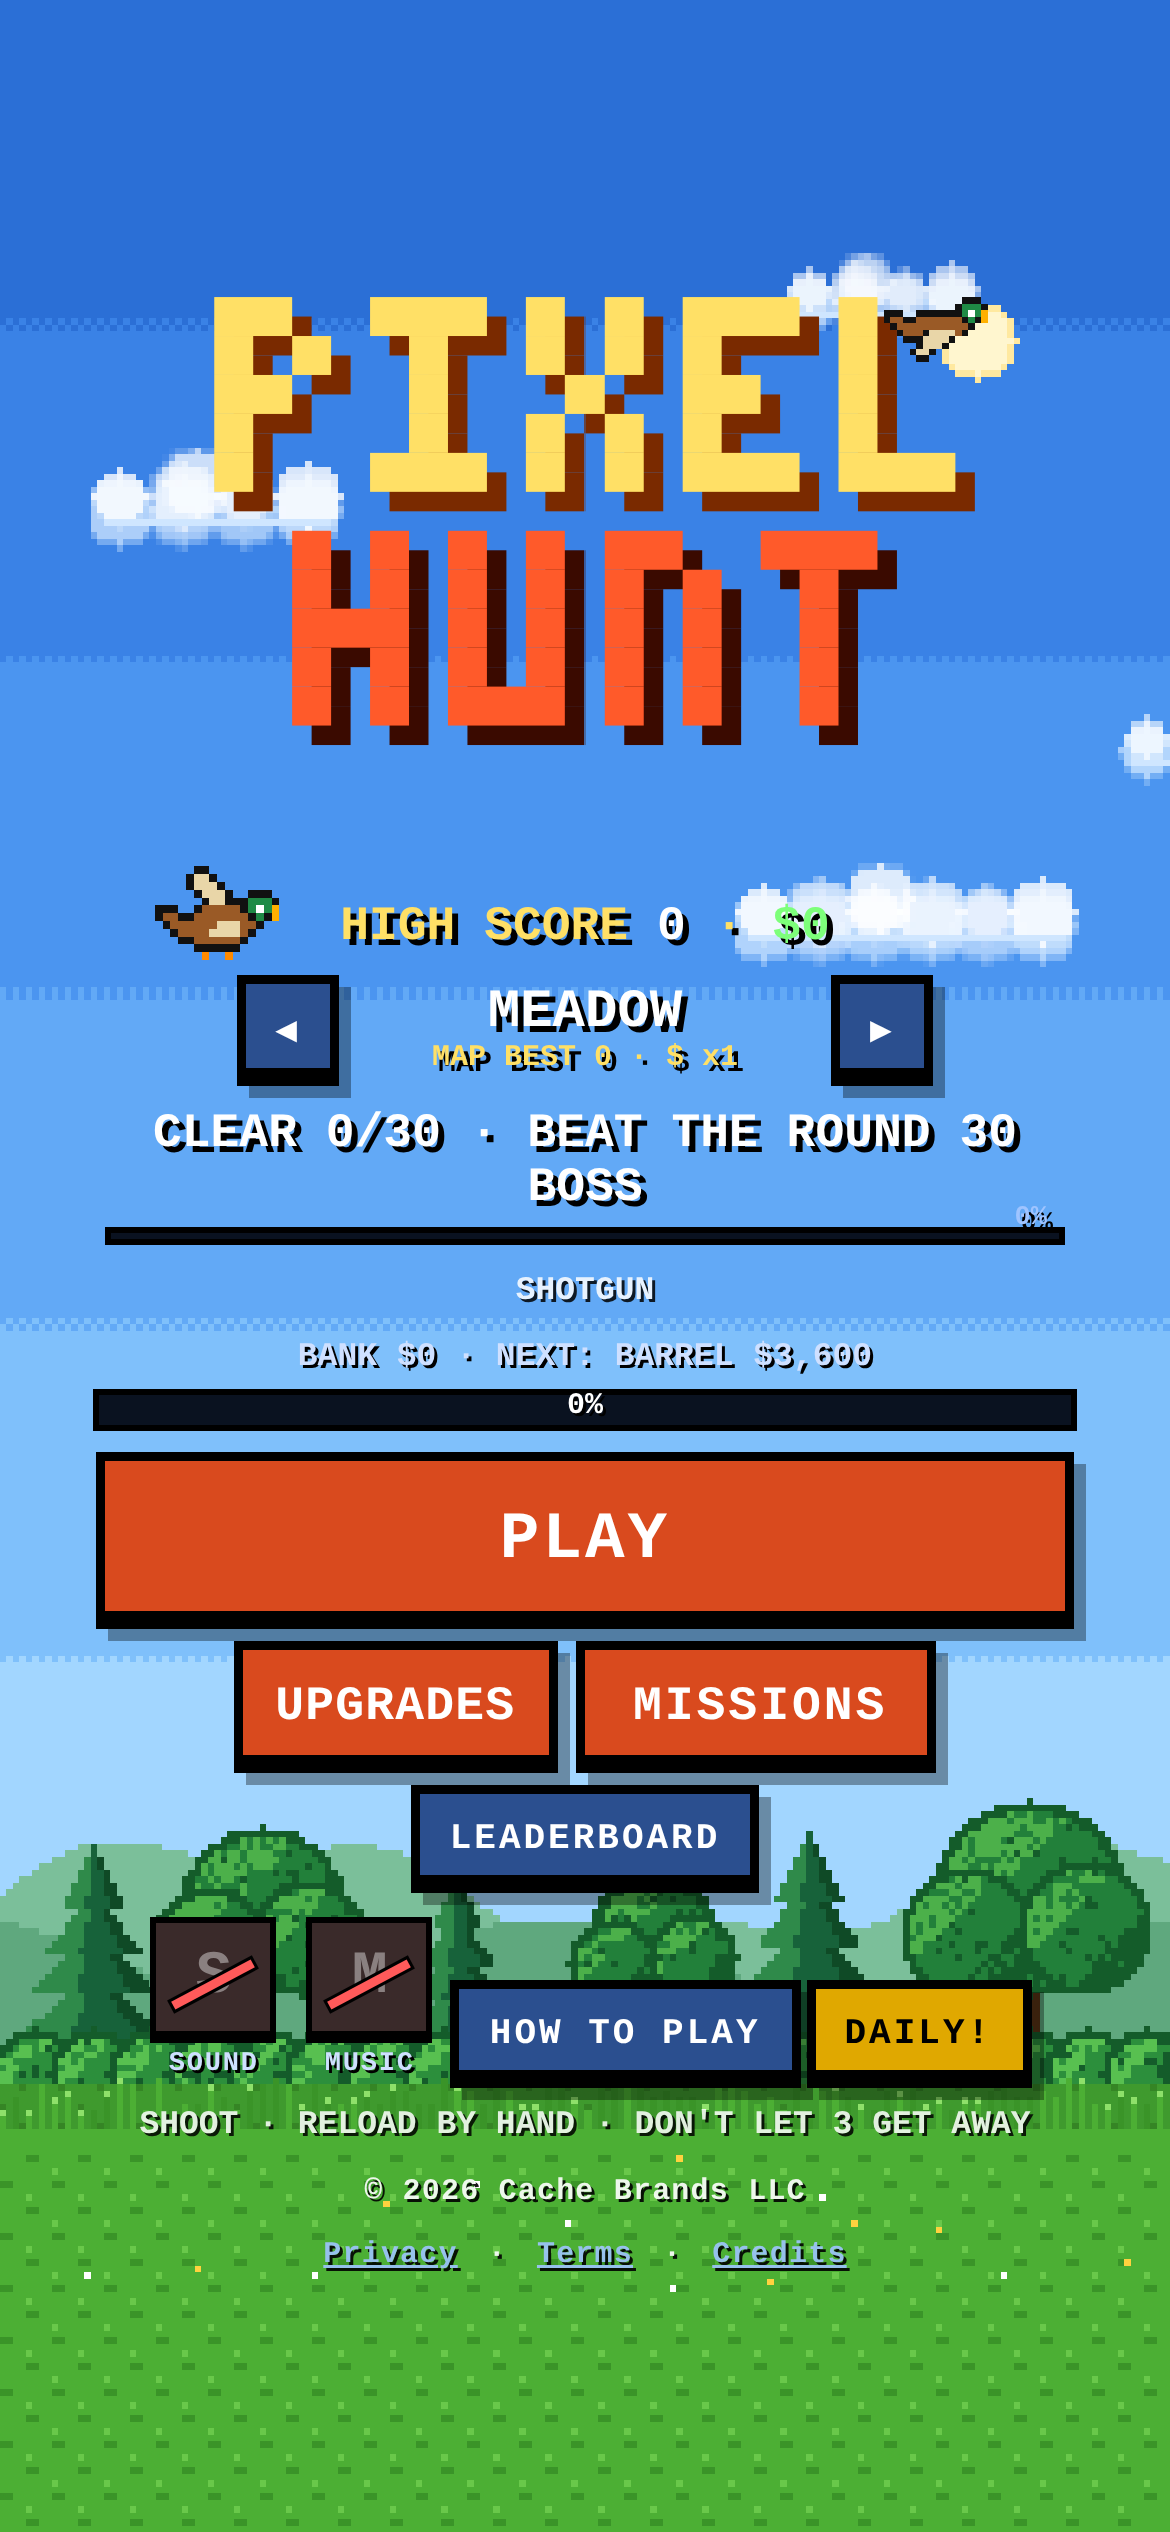 PIXEL
HUNT
HIGH SCORE 0 · $0
◀ MEADOW ▶
MAP BEST 0 · $ x1
CLEAR 0/30 · BEAT THE ROUND 30
BOSS
0%
SHOTGUN
BANK $0 · NEXT: BARREL $3,600
0%
PLAY
UPGRADES MISSIONS
LEADERBOARD
S M
HOW TO PLAY DAILY!
SOUND MUSIC
SHOOT · RELOAD BY HAND · DON'T LET 3 GET AWAY
© 2026 Cache Brands LLC
Privacy · Terms · Credits